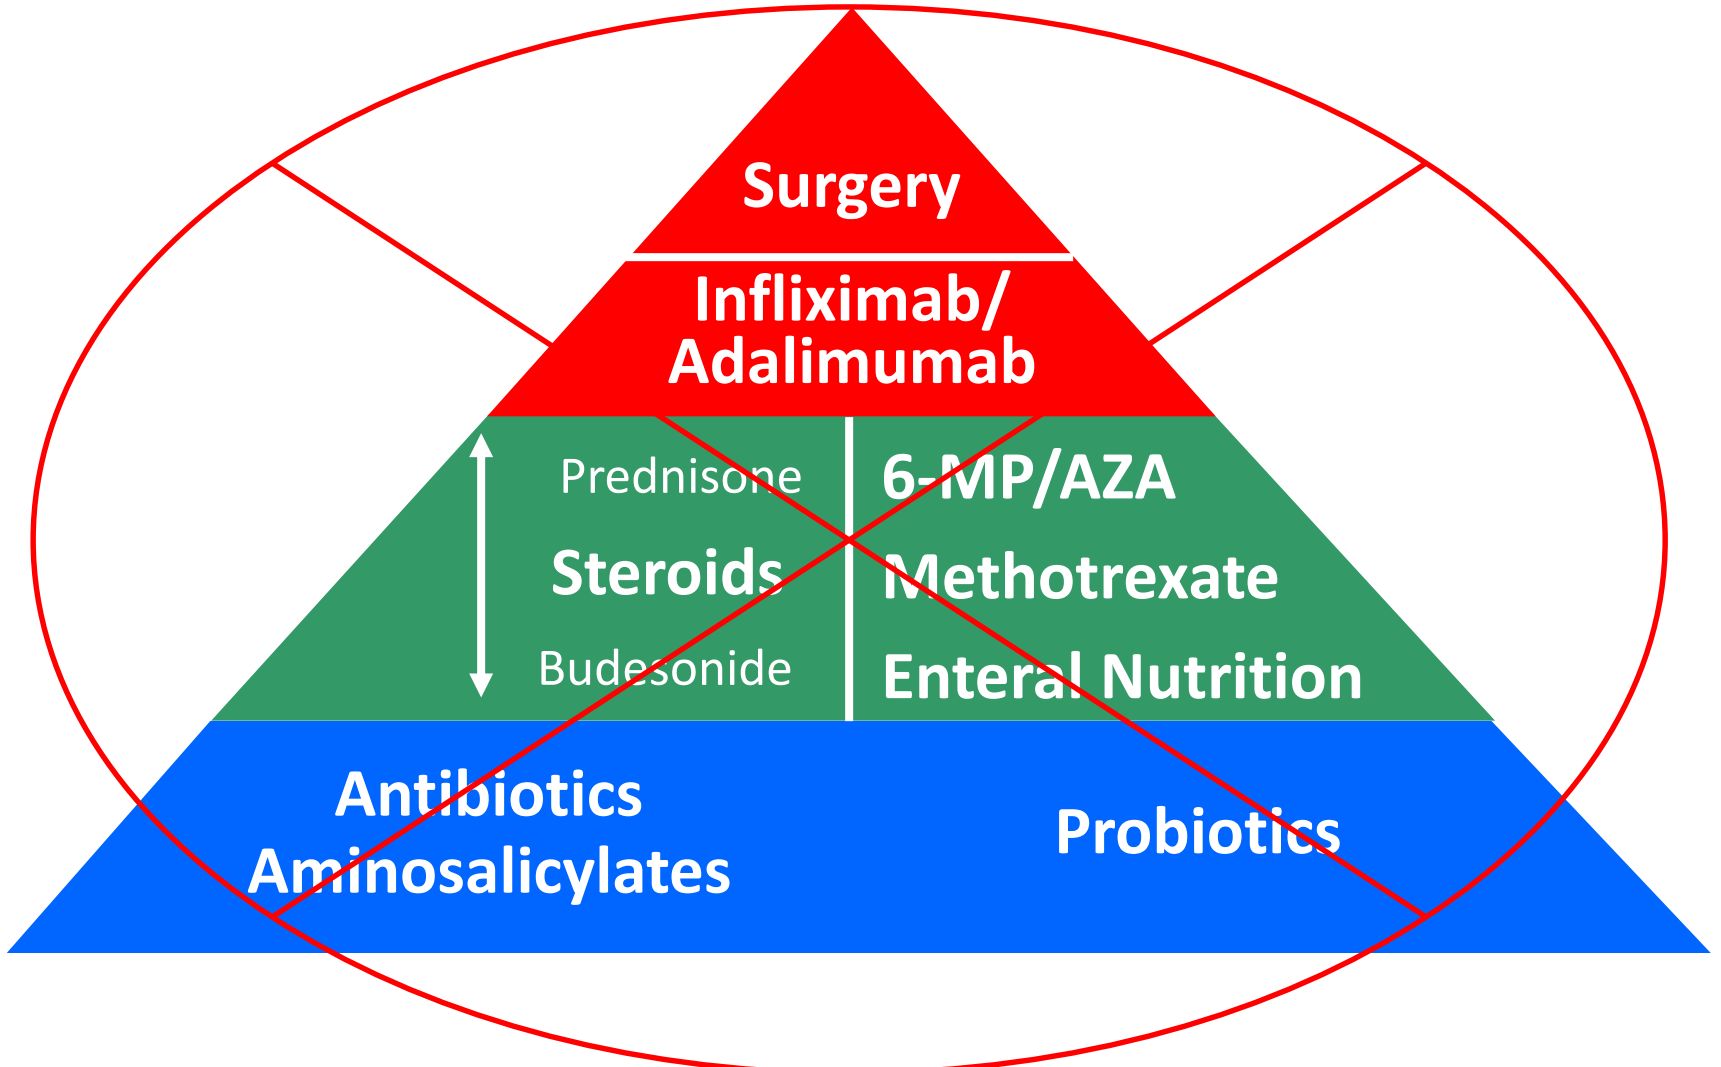 Surgery
Infliximab/
Adalimumab
Prednisone
Steroids
Budesonide
6-MP/AZA
Methotrexate
Enteral Nutrition
Antibiotics
Aminosalicylates
Probiotics